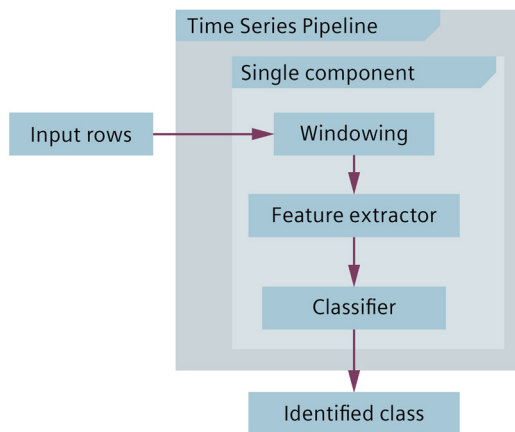 Time Series Pipeline
Single component
Input rows
Windowing
Feature extractor
Classifier
Identified class